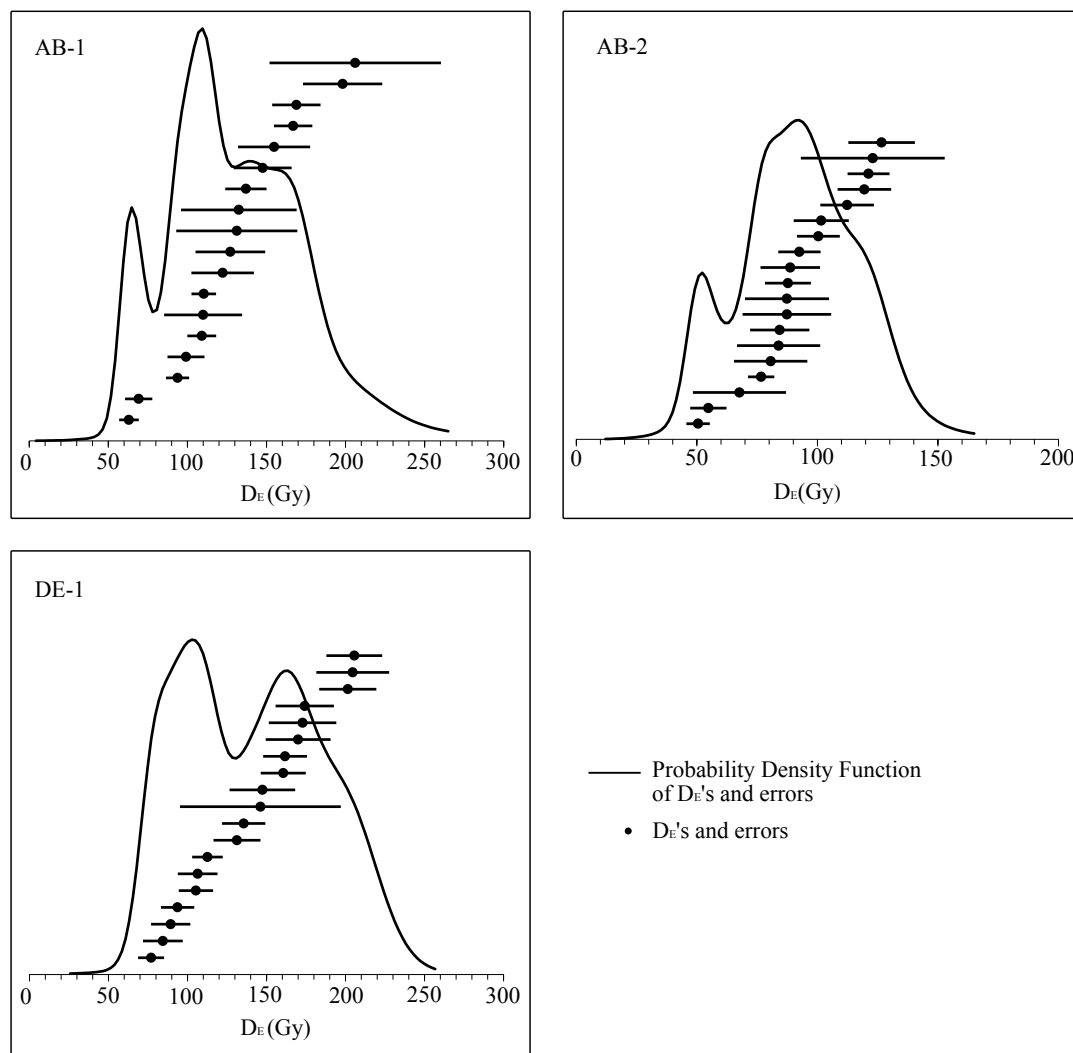 AB-1
0 50 100 150 200 250 300
DE(Gy)
AB-2
0 50 100 150 200
DE(Gy)
DE-1
0 50 100 150 200 250 300
DE(Gy)
Probability Density Function
of DE's and errors
DE's and errors